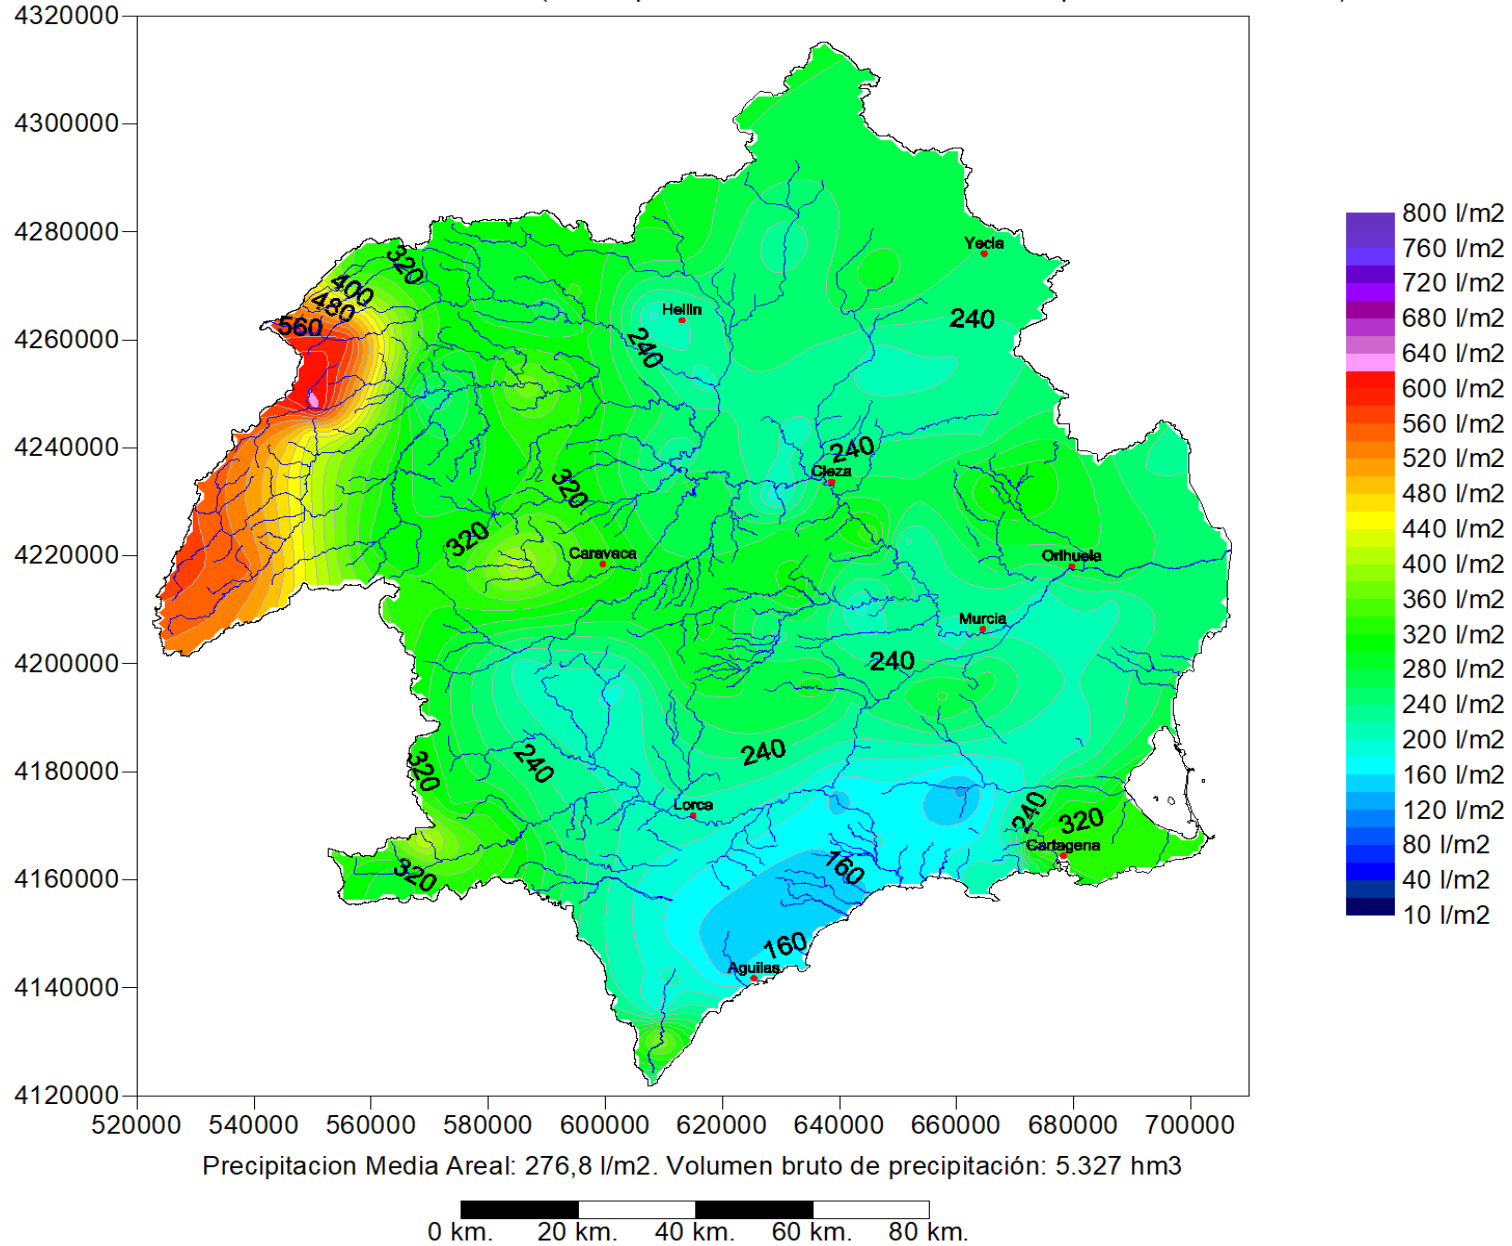 4320000
4300000
4280000
4260000
4240000
4220000
4200000
4180000
4160000
4140000
4120000
520000 540000 560000 580000 600000 620000 640000 660000 680000 700000
Yecla
320
400
480
560
Hellin
240
240
240
Cieza
320
320
Caravaca
Orihuela
Murcia
240
240
240
320
Lorca
240
320
Cartagena
320
160
160
Aguilas
800 l/m2
760 l/m2
720 l/m2
680 l/m2
640 l/m2
600 l/m2
560 l/m2
520 l/m2
480 l/m2
440 l/m2
400 l/m2
360 l/m2
320 l/m2
280 l/m2
240 l/m2
200 l/m2
160 l/m2
120 l/m2
80 l/m2
40 l/m2
10 l/m2
Precipitacion Media Areal: 276,8 l/m2. Volumen bruto de precipitación: 5.327 hm3
0 km. 20 km. 40 km. 60 km. 80 km.